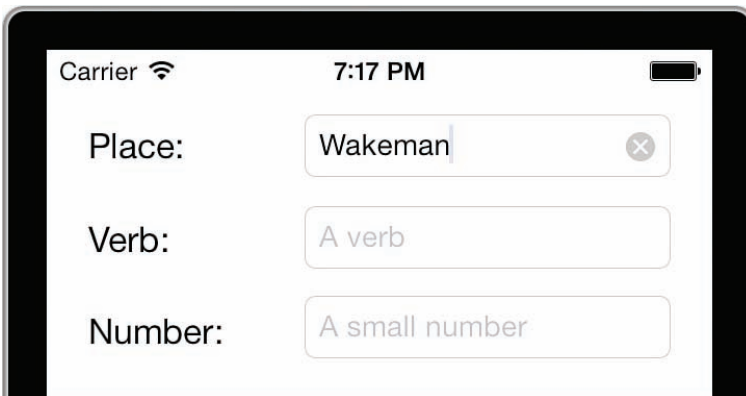 Carrier 7:17 PM
Place: Wakeman
Verb: A verb
Number: A small number